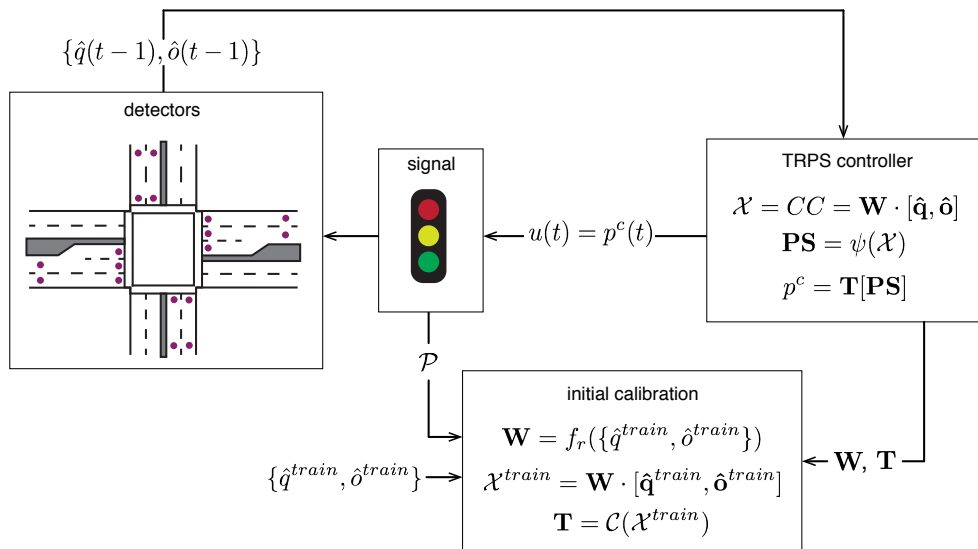 {q̂(t − 1), ô(t − 1)}
detectors
signal
TRPS controller
𝒳 = CC = W · [q̂, ô]
PS = ψ(𝒳)
p^c = T[PS]
u(t) = p^c(t)
𝒫
initial calibration
W = f_r({q̂^train, ô^train})
𝒳^train = W · [q̂^train, ô^train]
T = 𝒞(𝒳^train)
{q̂^train, ô^train}
W, T